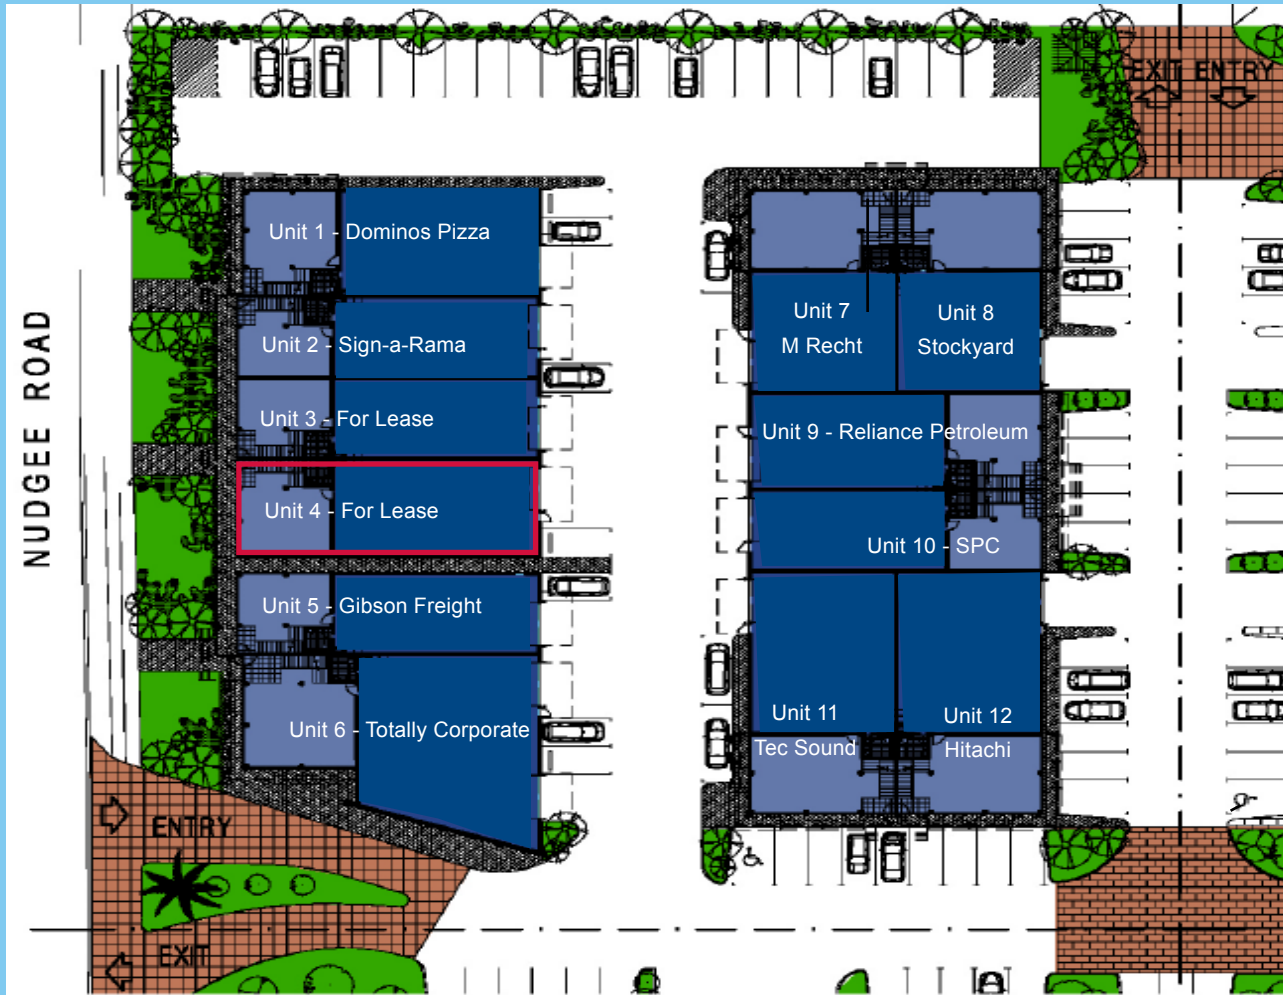 EXIT ENTRY
NUDGEE ROAD
Unit 1 - Dominos Pizza
Unit 2 - Sign-a-Rama
Unit 3 - For Lease
Unit 4 - For Lease
Unit 5 - Gibson Freight
Unit 6 - Totally Corporate
Unit 7
M Recht
Unit 8
Stockyard
Unit 9 - Reliance Petroleum
Unit 10 - SPC
Unit 11
Tec Sound
Unit 12
Hitachi
ENTRY
EXIT